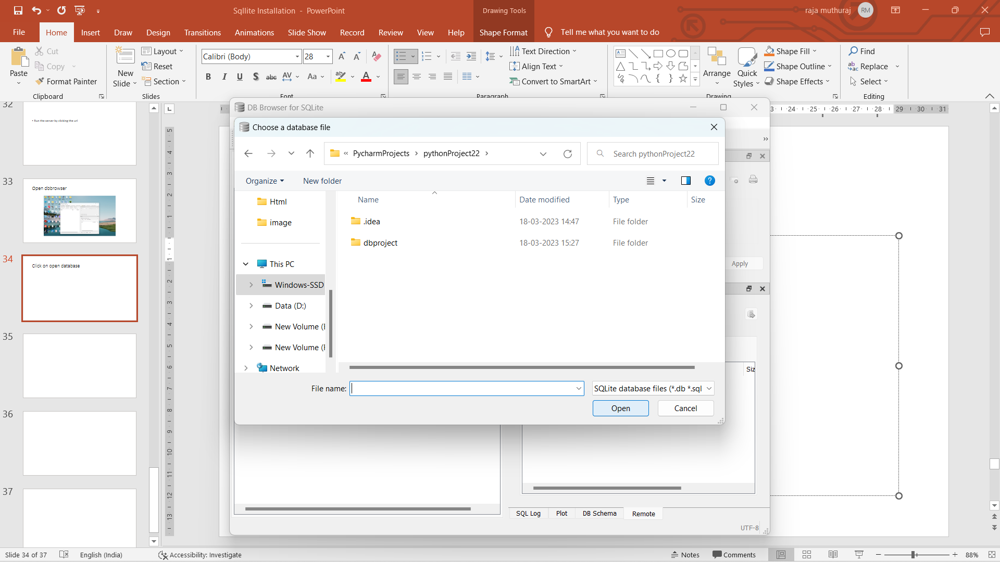 Sqllite Installation - PowerPoint
Drawing Tools
raja muthuraj
RM
File Home Insert Draw Design Transitions Animations Slide Show Record Review View Help Shape Format Tell me what you want to do
Paste
Cut
Copy
Format Painter
Clipboard
New Slide
Layout
Reset
Section
Slides
Calibri (Body) 28
B I U S abc AV Aa A
Font
Text Direction
Align Text
Convert to SmartArt
Paragraph
Arrange
Quick Styles
Shape Fill
Shape Outline
Shape Effects
Drawing
Find
Replace
Select
Editing
32
• Run the server by clicking the url
33
Open dbbrowser
34
Click on open database
35
36
37
DB Browser for SQLite
Choose a database file
« PycharmProjects › pythonProject22 ›
Search pythonProject22
Organize New folder
Html
image
This PC
Windows-SSD
Data (D:)
New Volume (
New Volume (
Network
Name Date modified Type Size
.idea 18-03-2023 14:47 File folder
dbproject 18-03-2023 15:27 File folder
File name:
SQLite database files (*.db *.sql
Open Cancel
Apply
Siz
SQL Log Plot DB Schema Remote
UTF-8
24 25 26 27 28 29 30 31
Slide 34 of 37 English (India) Accessibility: Investigate Notes Comments 88%